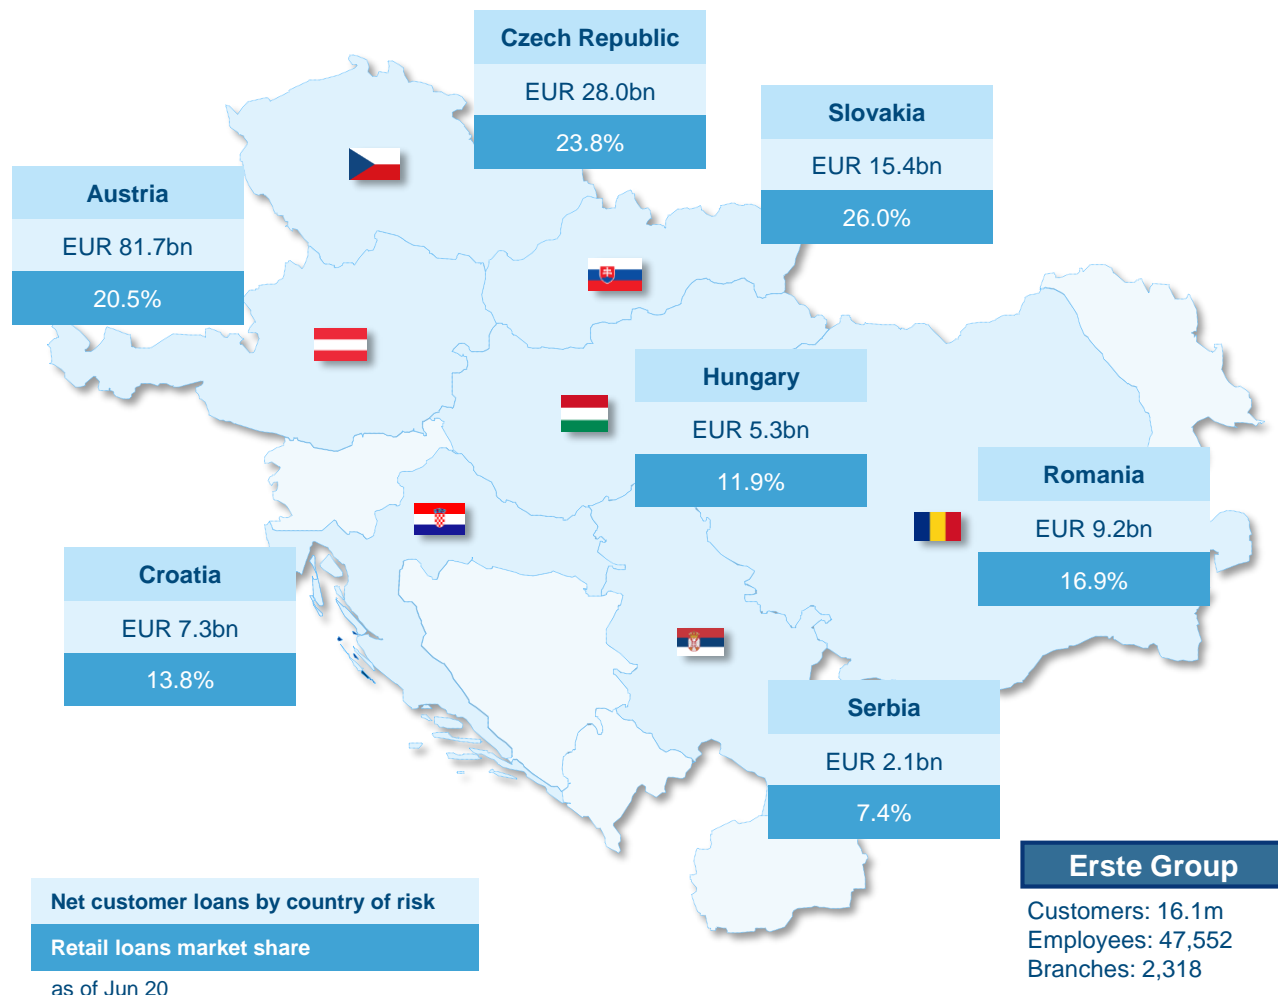 Czech Republic
EUR 28.0bn
23.8%
Slovakia
EUR 15.4bn
26.0%
Austria
EUR 81.7bn
20.5%
Hungary
EUR 5.3bn
11.9%
Romania
EUR 9.2bn
16.9%
Croatia
EUR 7.3bn
13.8%
Serbia
EUR 2.1bn
7.4%
Net customer loans by country of risk
Retail loans market share
as of Jun 20
Erste Group
Customers: 16.1m
Employees: 47,552
Branches: 2,318